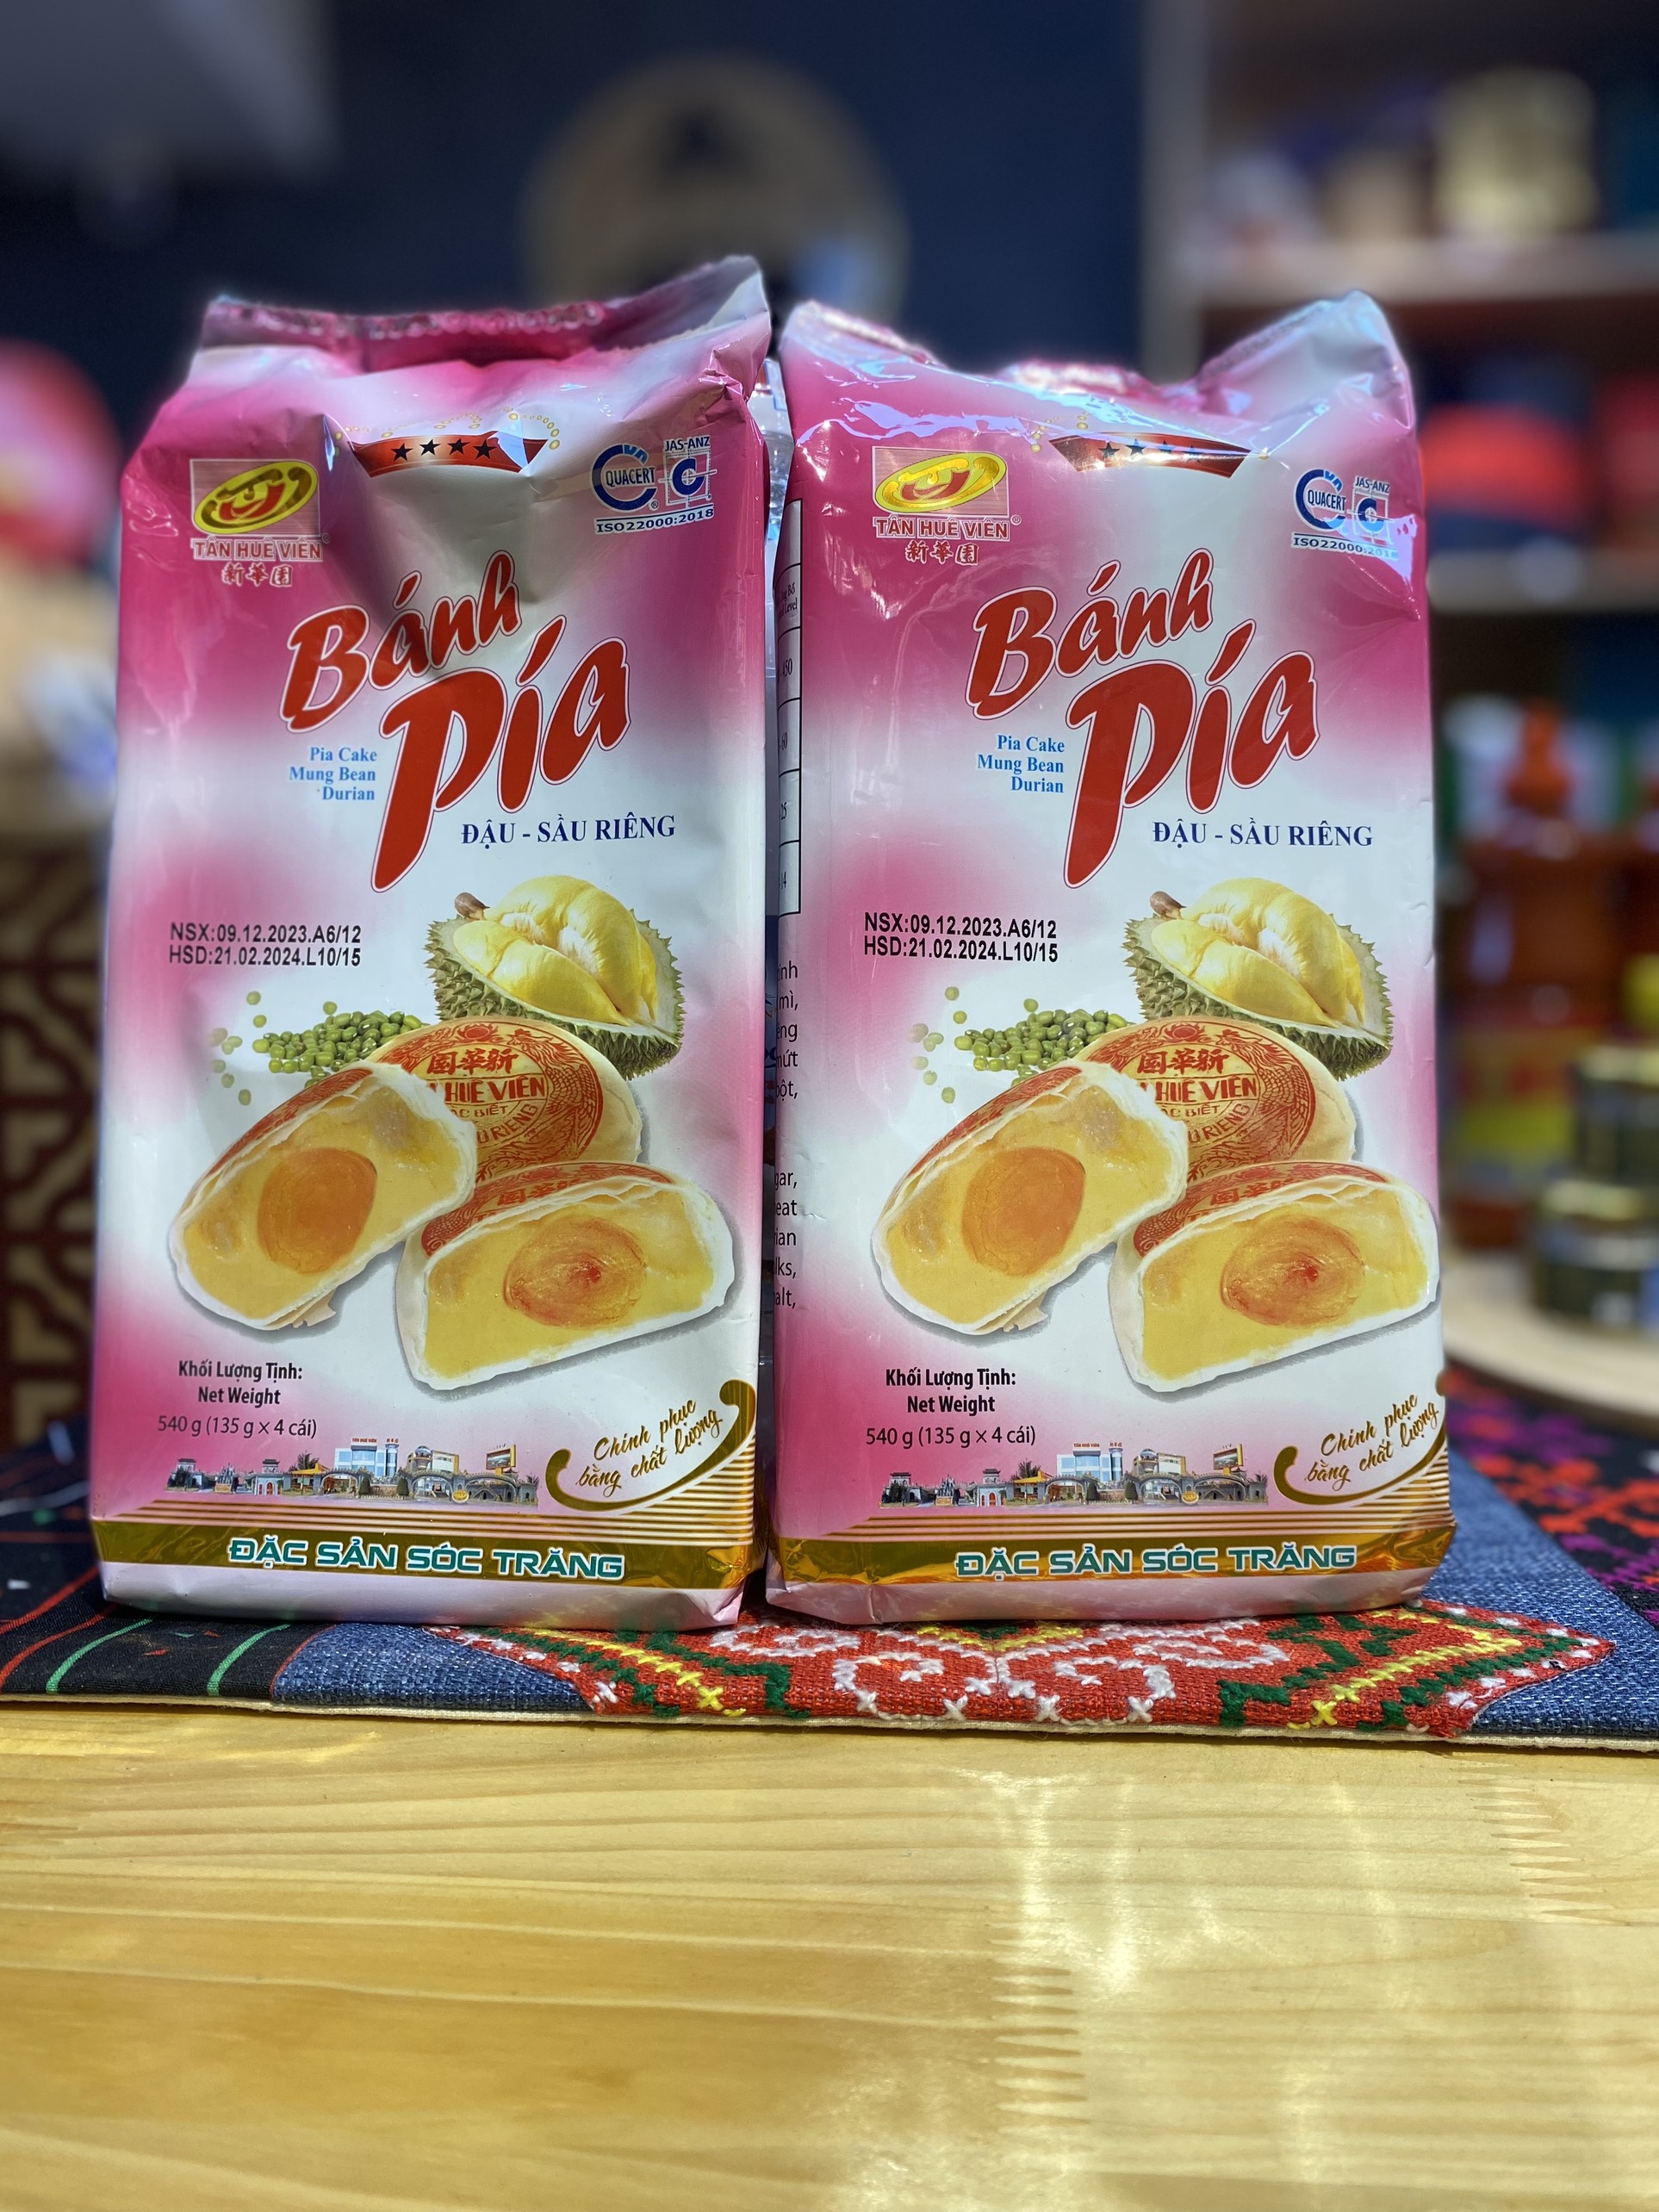 ★★★★
TÂN HUÊ VIÊN®
新華園
QUACERT®
JAS-ANZ
C
ISO22000:2018
Bánh
Pía
Pia Cake
Mung Bean
Durian
ĐẬU - SẦU RIÊNG
NSX:09.12.2023.A6/12
HSD:21.02.2024.L10/15
園華新
HUÊ VIÊN
BIỆT
Khối Lượng Tịnh:
Net Weight
540 g (135 g × 4 cái)
Chinh phục
bằng chất lượng
ĐẶC SẢN SÓC TRĂNG
★★★★
TÂN HUÊ VIÊN®
新華園
QUACERT
JAS-ANZ
C
ISO22000:2018
Bánh
Pía
Pia Cake
Mung Bean
Durian
ĐẬU - SẦU RIÊNG
NSX:09.12.2023.A6/12
HSD:21.02.2024.L10/15
園華新
HUÊ VIÊN
BIỆT
Khối Lượng Tịnh:
Net Weight
540 g (135 g × 4 cái)
Chinh phục
bằng chất lượng
ĐẶC SẢN SÓC TRĂNG